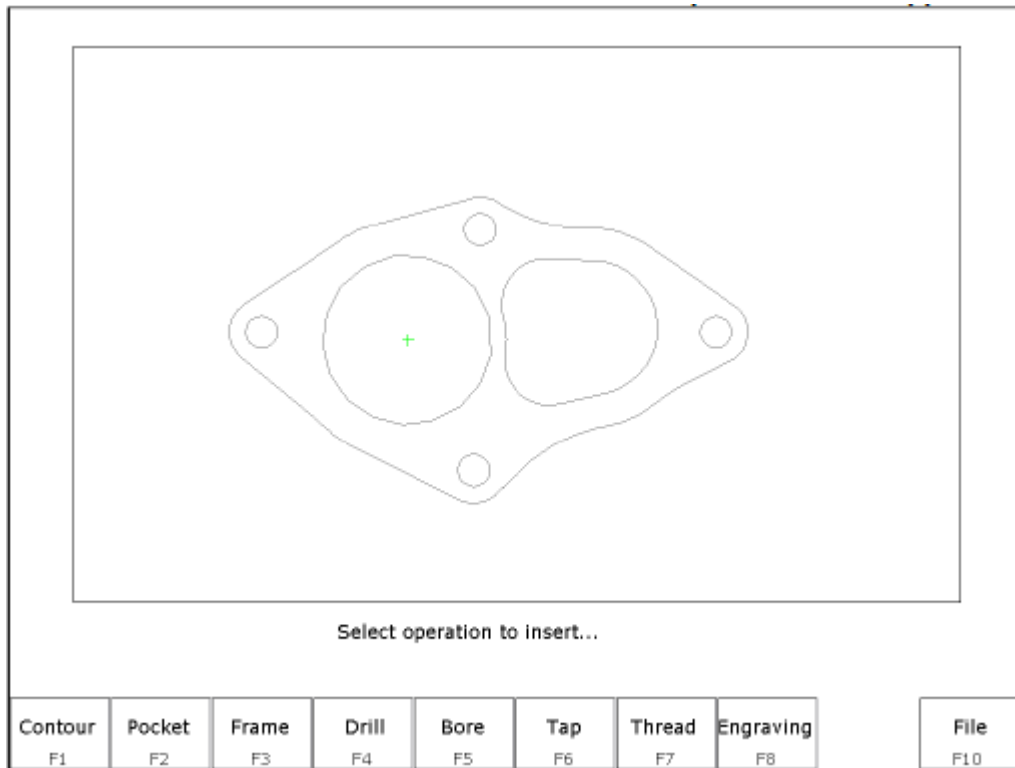 Select operation to insert...
Contour Pocket Frame Drill Bore Tap Thread Engraving File
F1 F2 F3 F4 F5 F6 F7 F8 F10